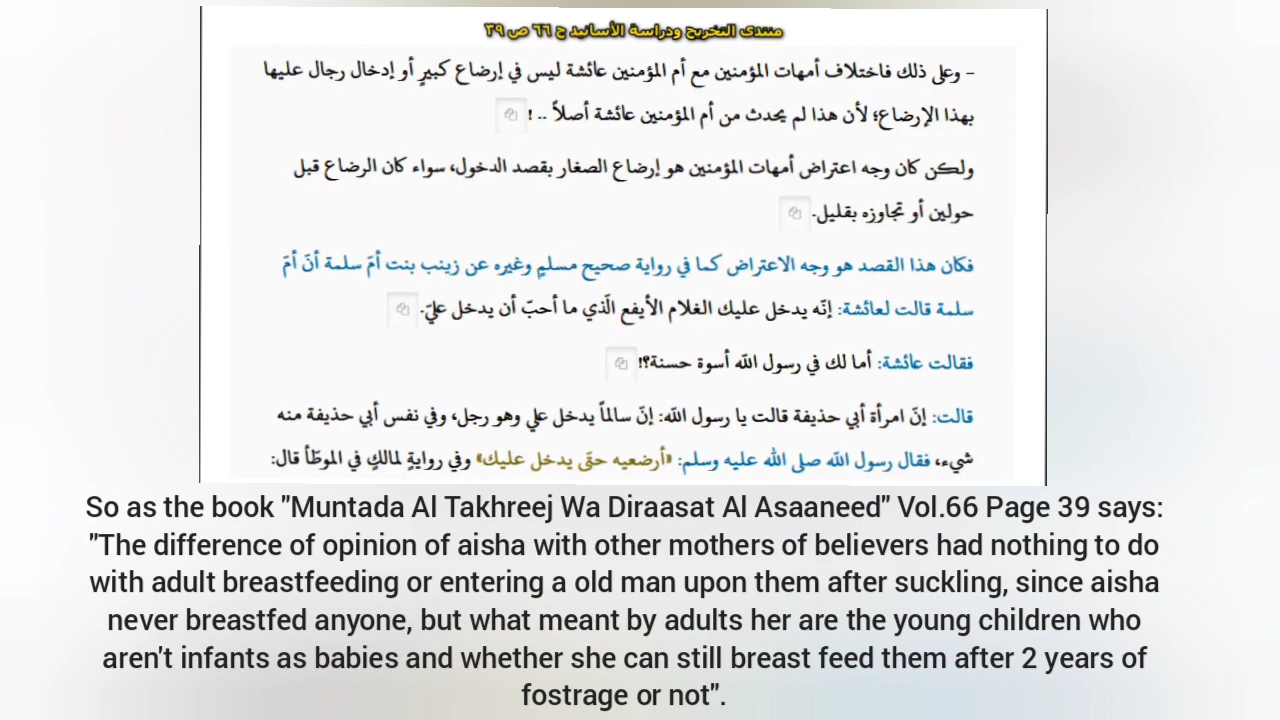 منتدى التخريج ودراسة الأسانيد ج ٦٦ ص ٣٩
- وعلى ذلك فاختلاف أمهات المؤمنين مع أم المؤمنين عائشة ليس في إرضاع كبيرٍ أو إدخال رجال عليها
بهذا الإرضاع؛ لأن هذا لم يحدث من أم المؤمنين عائشة أصلاً .. !
ولكن كان وجه اعتراض أمهات المؤمنين هو إرضاع الصغار بقصد الدخول، سواء كان الرضاع قبل
حولين أو تجاوزه بقليل.
فكان هذا القصد هو وجه الاعتراض كما في رواية صحيح مسلمٍ وغيره عن زينب بنت أمّ سلمة أنّ أمّ
سلمة قالت لعائشة: إنّه يدخل عليك الغلام الأيفع الّذي ما أحبّ أن يدخل عليّ.
فقالت عائشة: أما لك في رسول اللّه أسوة حسنة؟!
قالت: إنّ امرأة أبي حذيفة قالت يا رسول اللّه: إنّ سالماً يدخل علي وهو رجل، وفي نفس أبي حذيفة منه
شيء، فقال رسول اللّه صلى اللّه عليه وسلم: «أرضعيه حتّى يدخل عليك» وفي روايةٍ لمالكٍ في الموطّأ قال:
So as the book "Muntada Al Takhreej Wa Diraasat Al Asaaneed" Vol.66 Page 39 says:
"The difference of opinion of aisha with other mothers of believers had nothing to do
with adult breastfeeding or entering a old man upon them after suckling, since aisha
never breastfed anyone, but what meant by adults her are the young children who
aren't infants as babies and whether she can still breast feed them after 2 years of
fostrage or not".